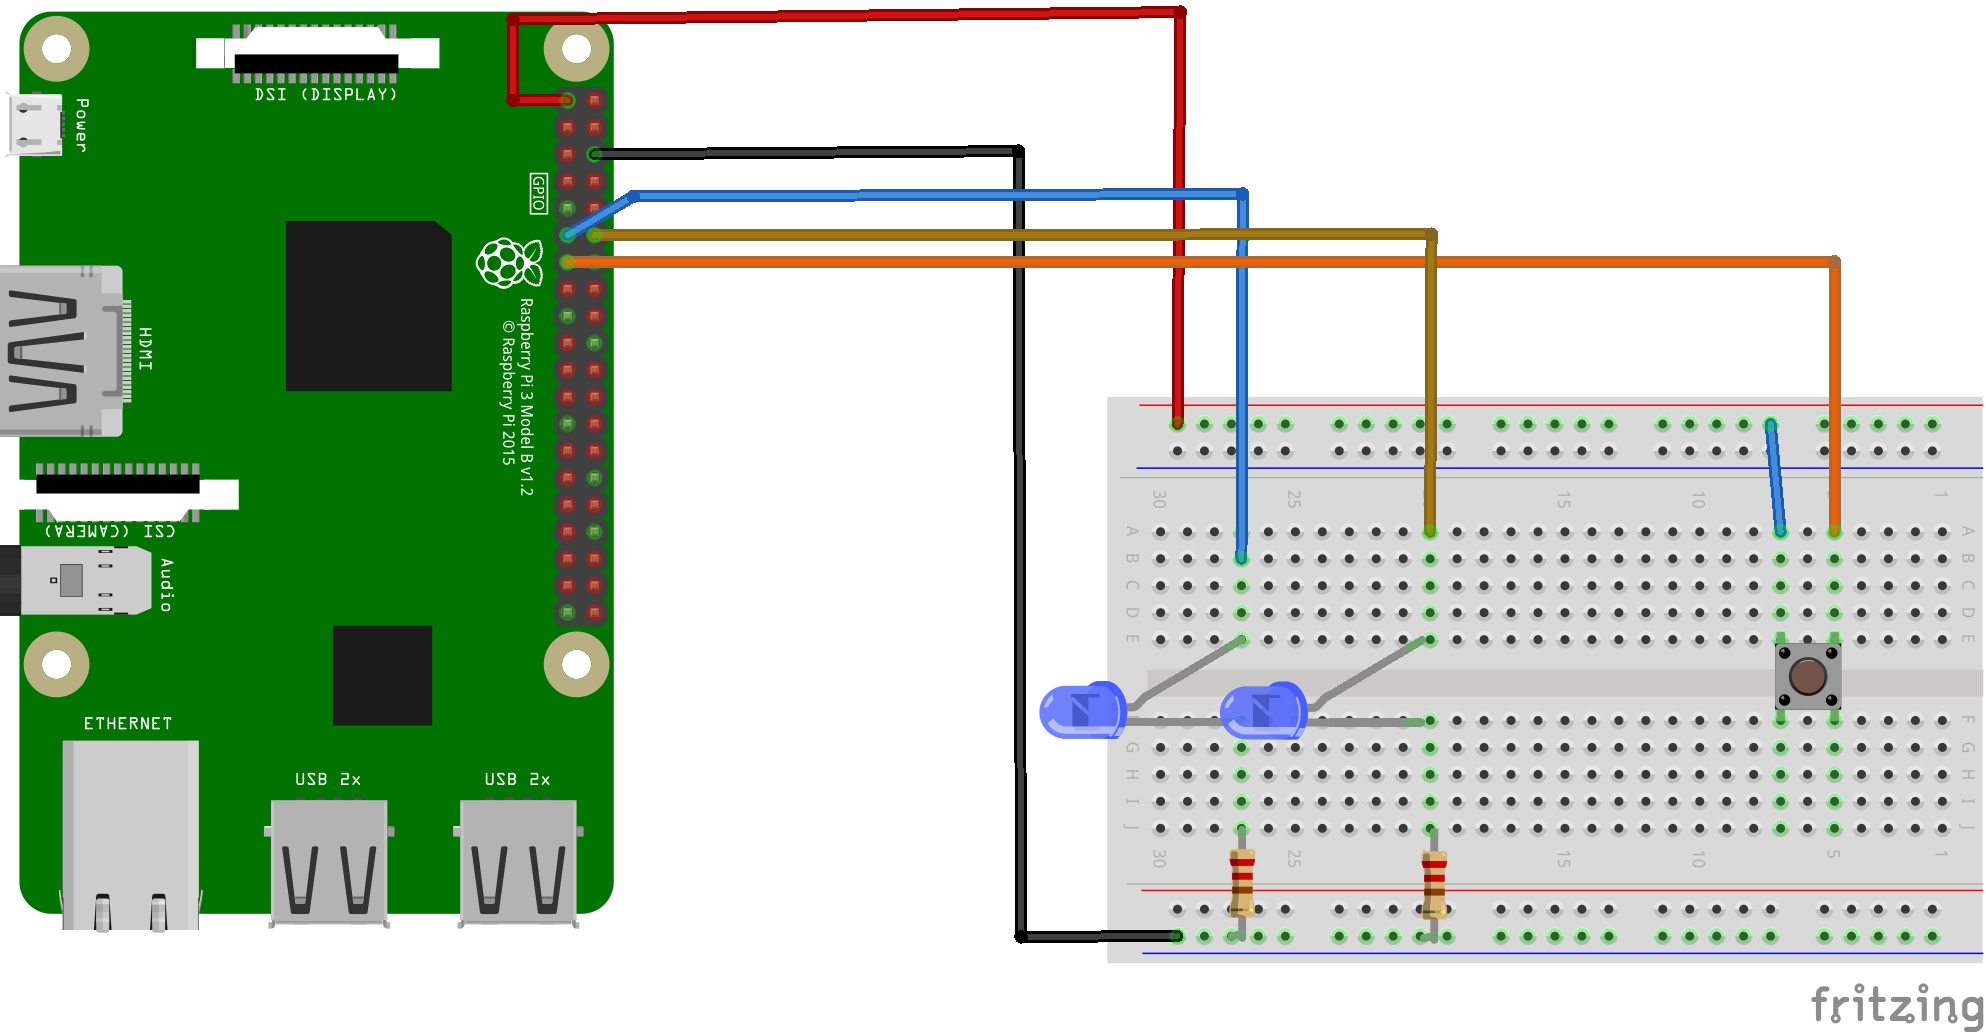 DSI (DISPLAY)
Power
GPIO
Raspberry Pi 3 Model B v1.2
© Raspberry Pi 2015
HDMI
CSI (CAMERA)
Audio
ETHERNET
USB 2x
USB 2x
30 25 15 10 5 1
A A
B B
C C
D D
E E
F F
G G
H H
I I
J J
30 25 15 10 5 1
fritzing